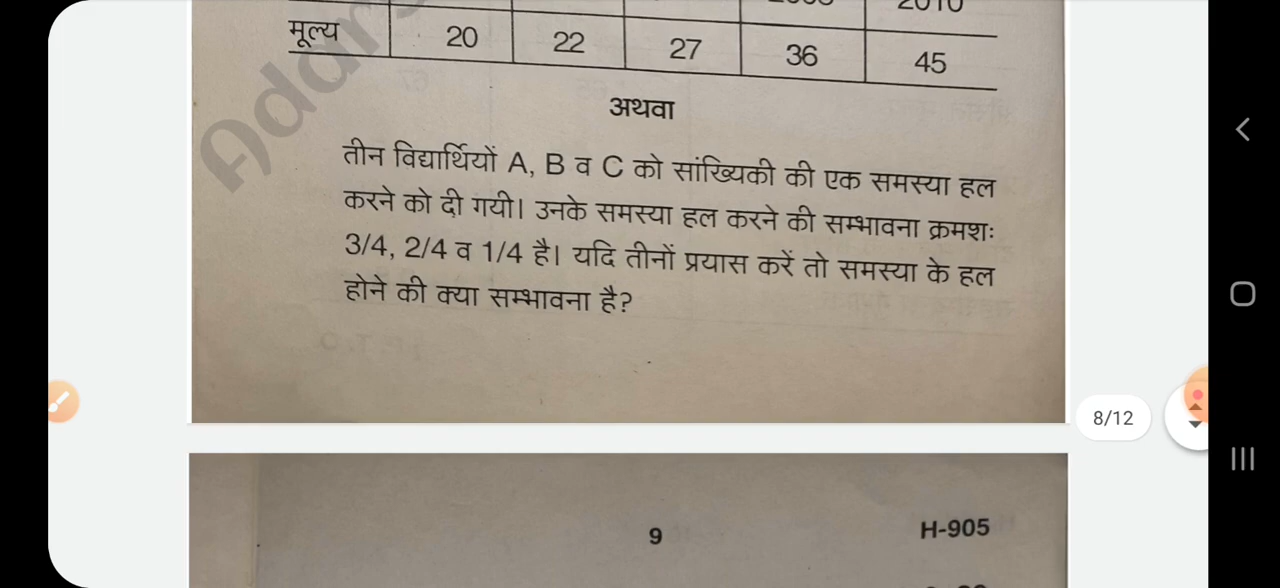 मूल्य 20 22 27 36 45
अथवा
Adars
तीन विद्यार्थियों A, B व C को सांख्यिकी की एक समस्या हल
करने को दी गयी। उनके समस्या हल करने की सम्भावना क्रमशः
3/4, 2/4 व 1/4 है। यदि तीनों प्रयास करें तो समस्या के हल
होने की क्या सम्भावना है?
8/12
9 H-905